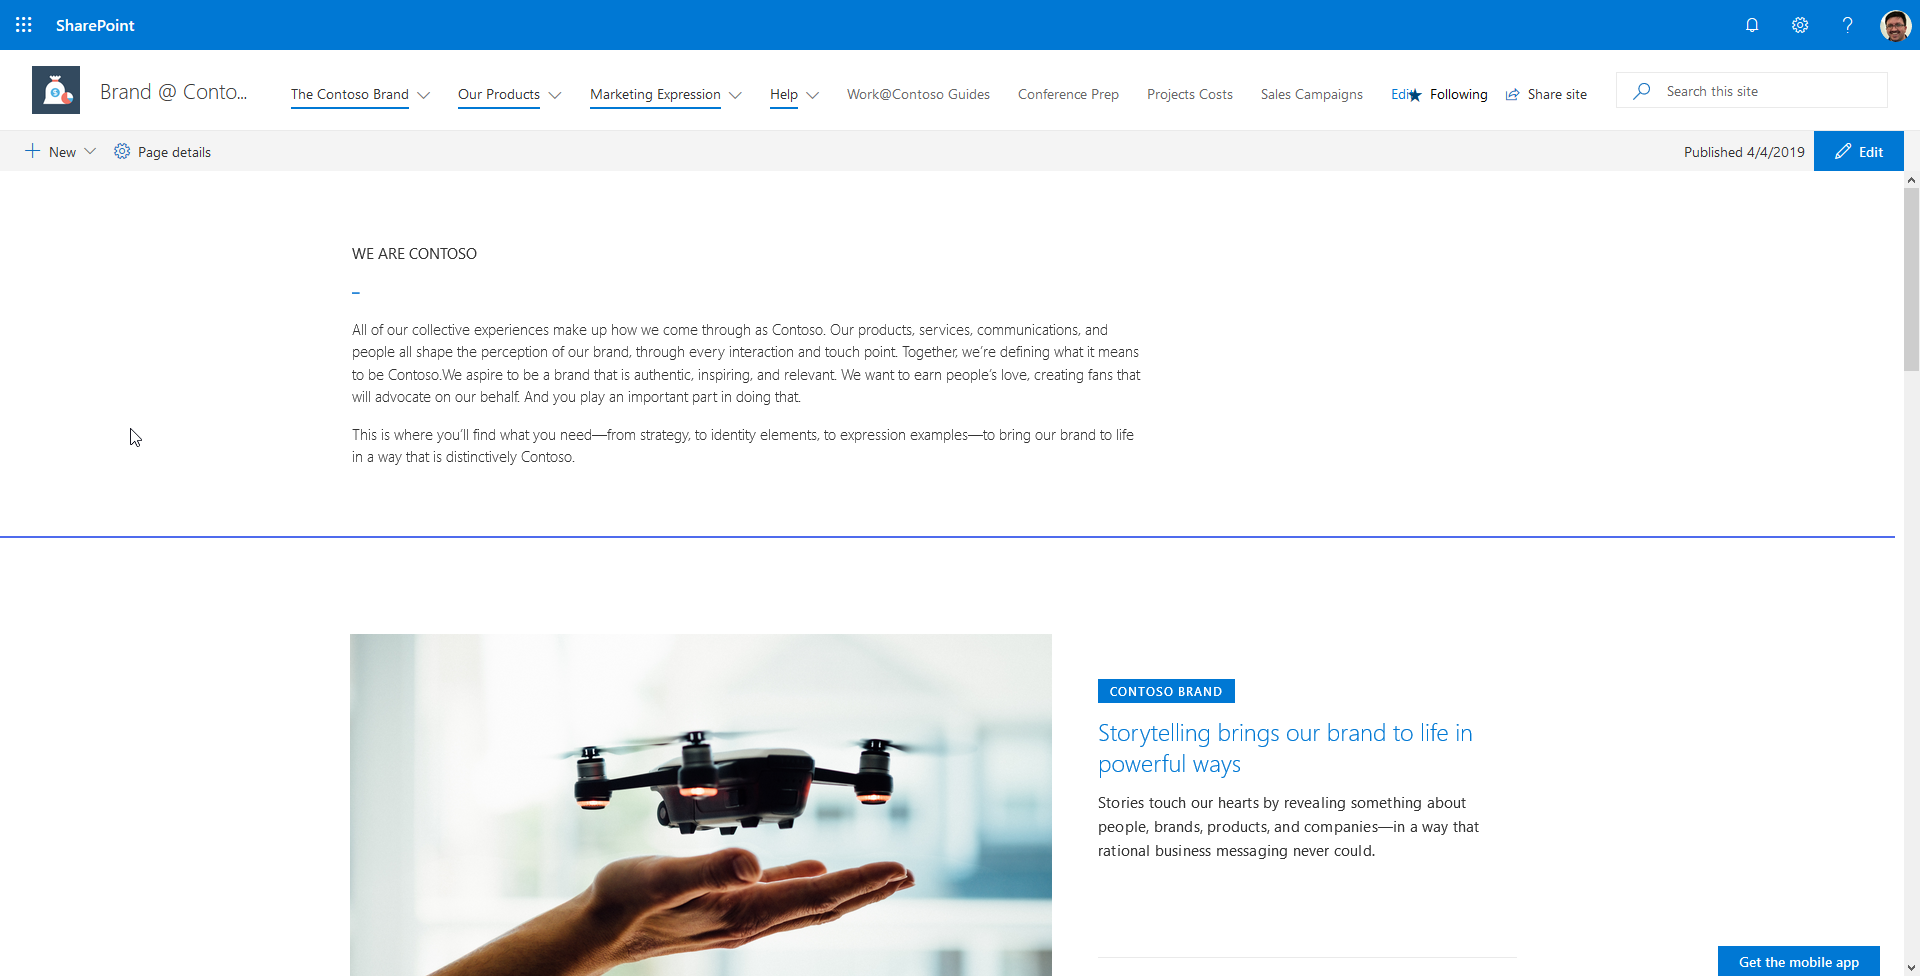 SharePoint
Brand @ Conto...
The Contoso Brand
Our Products
Marketing Expression
Help
Work@Contoso Guides
Conference Prep
Projects Costs
Sales Campaigns
Edit
Following
Share site
Search this site
New
Page details
Published 4/4/2019
Edit
WE ARE CONTOSO
All of our collective experiences make up how we come through as Contoso. Our products, services, communications, and
people all shape the perception of our brand, through every interaction and touch point. Together, we're defining what it means
to be Contoso.We aspire to be a brand that is authentic, inspiring, and relevant. We want to earn people's love, creating fans that
will advocate on our behalf. And you play an important part in doing that.
This is where you'll find what you need—from strategy, to identity elements, to expression examples—to bring our brand to life
in a way that is distinctively Contoso.
CONTOSO BRAND
Storytelling brings our brand to life in
powerful ways
Stories touch our hearts by revealing something about
people, brands, products, and companies—in a way that
rational business messaging never could.
Get the mobile app